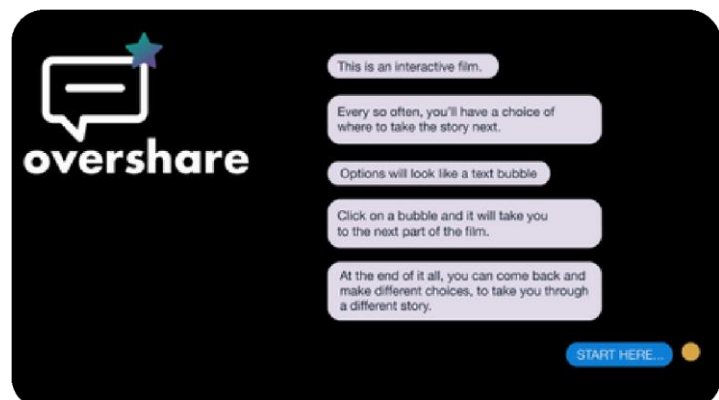 overshare
This is an interactive film.
Every so often, you'll have a choice of
where to take the story next.
Options will look like a text bubble
Click on a bubble and it will take you
to the next part of the film.
At the end of it all, you can come back and
make different choices, to take you through
a different story.
START HERE...